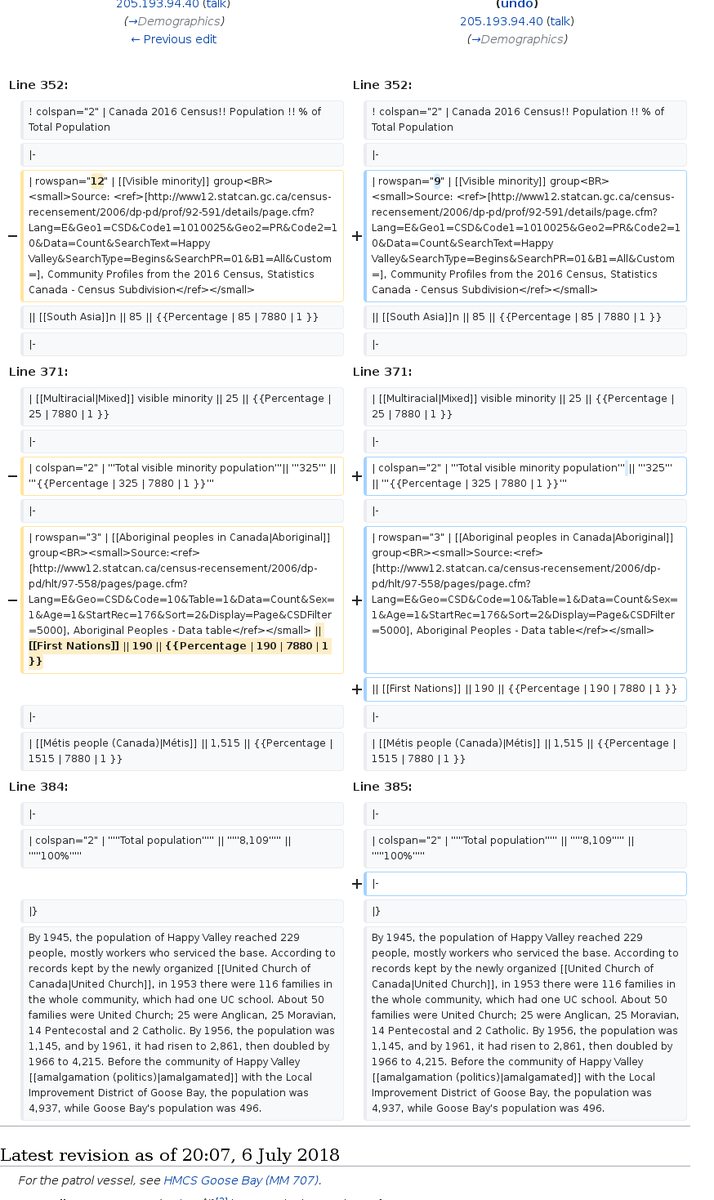 205.193.94.40 (talk)
(→Demographics)
← Previous edit
(undo)
205.193.94.40 (talk)
(→Demographics)
Line 352:
Line 352:
! colspan="2" | Canada 2016 Census!! Population !! % of
Total Population
! colspan="2" | Canada 2016 Census!! Population !! % of
Total Population
|-
|-
−
| rowspan="12" | [[Visible minority]] group<BR>
<small>Source: <ref>[http://www12.statcan.gc.ca/census-
recensement/2006/dp-pd/prof/92-591/details/page.cfm?
Lang=E&Geo1=CSD&Code1=1010025&Geo2=PR&Code2=1
0&Data=Count&SearchText=Happy
Valley&SearchType=Begins&SearchPR=01&B1=All&Custom
=], Community Profiles from the 2016 Census, Statistics
Canada - Census Subdivision</ref></small>
+
| rowspan="9" | [[Visible minority]] group<BR>
<small>Source: <ref>[http://www12.statcan.gc.ca/census-
recensement/2006/dp-pd/prof/92-591/details/page.cfm?
Lang=E&Geo1=CSD&Code1=1010025&Geo2=PR&Code2=1
0&Data=Count&SearchText=Happy
Valley&SearchType=Begins&SearchPR=01&B1=All&Custom
=], Community Profiles from the 2016 Census, Statistics
Canada - Census Subdivision</ref></small>
|| [[South Asia]]n || 85 || {{Percentage | 85 | 7880 | 1 }}
|| [[South Asia]]n || 85 || {{Percentage | 85 | 7880 | 1 }}
|-
|-
Line 371:
Line 371:
| [[Multiracial|Mixed]] visible minority || 25 || {{Percentage |
25 | 7880 | 1 }}
| [[Multiracial|Mixed]] visible minority || 25 || {{Percentage |
25 | 7880 | 1 }}
|-
|-
−
| colspan="2" | '''Total visible minority population'''|| '''325''' ||
'''{{Percentage | 325 | 7880 | 1 }}'''
+
| colspan="2" | '''Total visible minority population''' || '''325'''
|| '''{{Percentage | 325 | 7880 | 1 }}'''
|-
|-
−
| rowspan="3" | [[Aboriginal peoples in Canada|Aboriginal]]
group<BR><small>Source:<ref>
[http://www12.statcan.ca/census-recensement/2006/dp-
pd/hlt/97-558/pages/page.cfm?
Lang=E&Geo=CSD&Code=10&Table=1&Data=Count&Sex=
1&Age=1&StartRec=176&Sort=2&Display=Page&CSDFilter
=5000], Aboriginal Peoples - Data table</ref></small> ||
[[First Nations]] || 190 || {{Percentage | 190 | 7880 | 1
}}
+
| rowspan="3" | [[Aboriginal peoples in Canada|Aboriginal]]
group<BR><small>Source:<ref>
[http://www12.statcan.ca/census-recensement/2006/dp-
pd/hlt/97-558/pages/page.cfm?
Lang=E&Geo=CSD&Code=10&Table=1&Data=Count&Sex=
1&Age=1&StartRec=176&Sort=2&Display=Page&CSDFilter
=5000], Aboriginal Peoples - Data table</ref></small>
+
|| [[First Nations]] || 190 || {{Percentage | 190 | 7880 | 1 }}
|-
|-
| [[Métis people (Canada)|Métis]] || 1,515 || {{Percentage |
1515 | 7880 | 1 }}
| [[Métis people (Canada)|Métis]] || 1,515 || {{Percentage |
1515 | 7880 | 1 }}
Line 384:
Line 385:
|-
|-
| colspan="2" | '''''Total population''''' || '''''8,109''''' ||
'''''100%'''''
| colspan="2" | '''''Total population''''' || '''''8,109''''' ||
'''''100%'''''
+
|-
|}
|}
By 1945, the population of Happy Valley reached 229
people, mostly workers who serviced the base. According to
records kept by the newly organized [[United Church of
Canada|United Church]], in 1953 there were 116 families in
the whole community, which had one UC school. About 50
families were United Church; 25 were Anglican, 25 Moravian,
14 Pentecostal and 2 Catholic. By 1956, the population was
1,145, and by 1961, it had risen to 2,861, then doubled by
1966 to 4,215. Before the community of Happy Valley
[[amalgamation (politics)|amalgamated]] with the Local
Improvement District of Goose Bay, the population was
4,937, while Goose Bay's population was 496.
By 1945, the population of Happy Valley reached 229
people, mostly workers who serviced the base. According to
records kept by the newly organized [[United Church of
Canada|United Church]], in 1953 there were 116 families in
the whole community, which had one UC school. About 50
families were United Church; 25 were Anglican, 25 Moravian,
14 Pentecostal and 2 Catholic. By 1956, the population was
1,145, and by 1961, it had risen to 2,861, then doubled by
1966 to 4,215. Before the community of Happy Valley
[[amalgamation (politics)|amalgamated]] with the Local
Improvement District of Goose Bay, the population was
4,937, while Goose Bay's population was 496.
Latest revision as of 20:07, 6 July 2018
For the patrol vessel, see HMCS Goose Bay (MM 707).